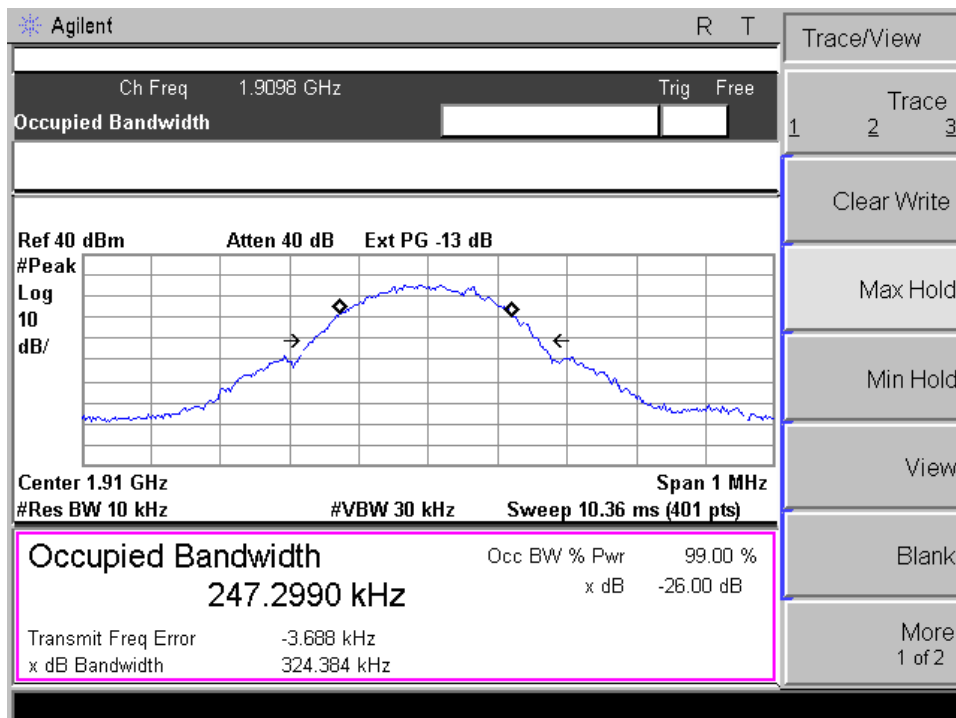 Agilent R T
Ch Freq 1.9098 GHz Trig Free
Occupied Bandwidth
Ref 40 dBm Atten 40 dB Ext PG -13 dB
#Peak
Log
10
dB/
Center 1.91 GHz Span 1 MHz
#Res BW 10 kHz #VBW 30 kHz Sweep 10.36 ms (401 pts)
Occupied Bandwidth Occ BW % Pwr 99.00 %
247.2990 kHz x dB -26.00 dB
Transmit Freq Error -3.688 kHz
x dB Bandwidth 324.384 kHz
Trace/View
Trace
1 2 3
Clear Write
Max Hold
Min Hold
View
Blank
More
1 of 2